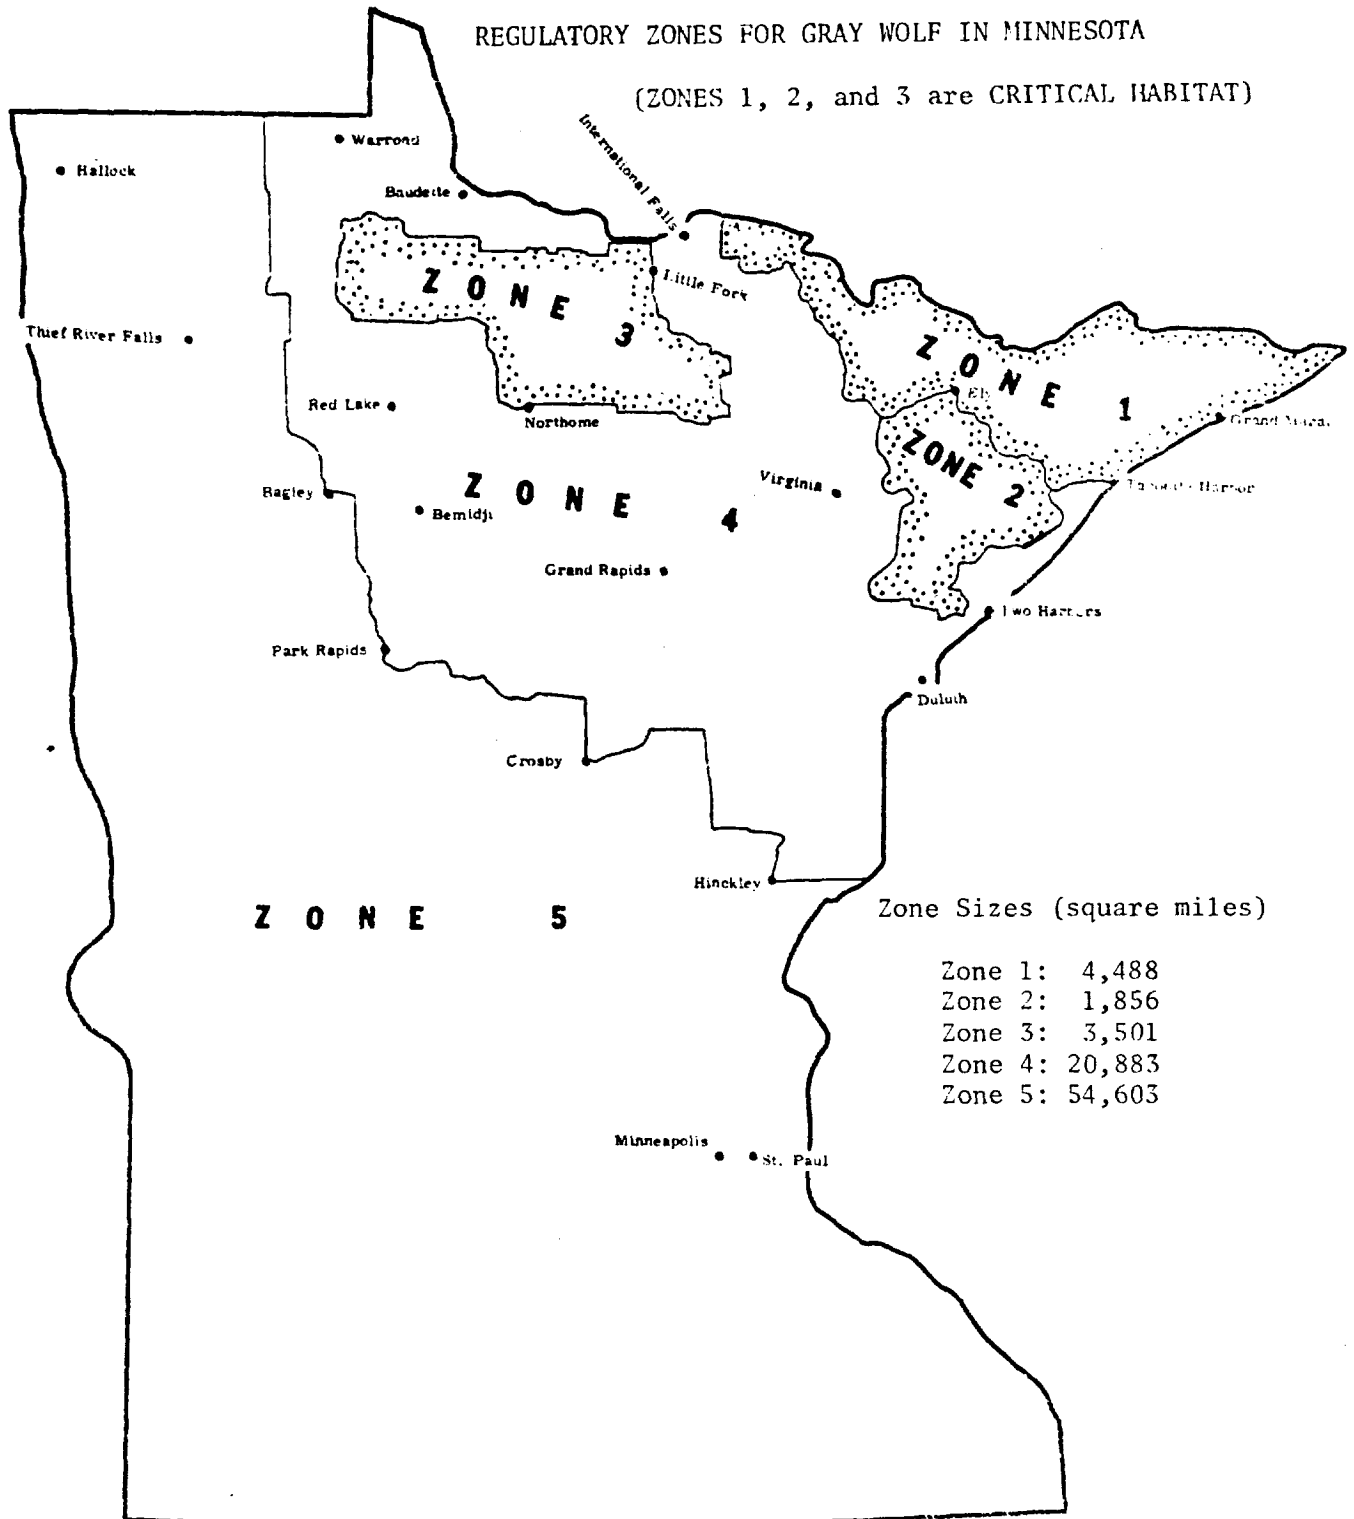 REGULATORY ZONES FOR GRAY WOLF IN MINNESOTA
(ZONES 1, 2, and 3 are CRITICAL HABITAT)
International Falls
Warroad
Hallock
Baudette
ZONE 3
Little Fork
Thief River Falls
ZONE 1
Ely
Red Lake
Northome
Grand Marais
ZONE 2
Virginia
Harbor
Bagley
ZONE 4
Bemidji
Grand Rapids
Two Harbors
Park Rapids
Duluth
Crosby
Hinckley
ZONE 5
Zone Sizes (square miles)
Zone 1: 4,488
Zone 2: 1,856
Zone 3: 3,501
Zone 4: 20,883
Zone 5: 54,603
Minneapolis
St. Paul